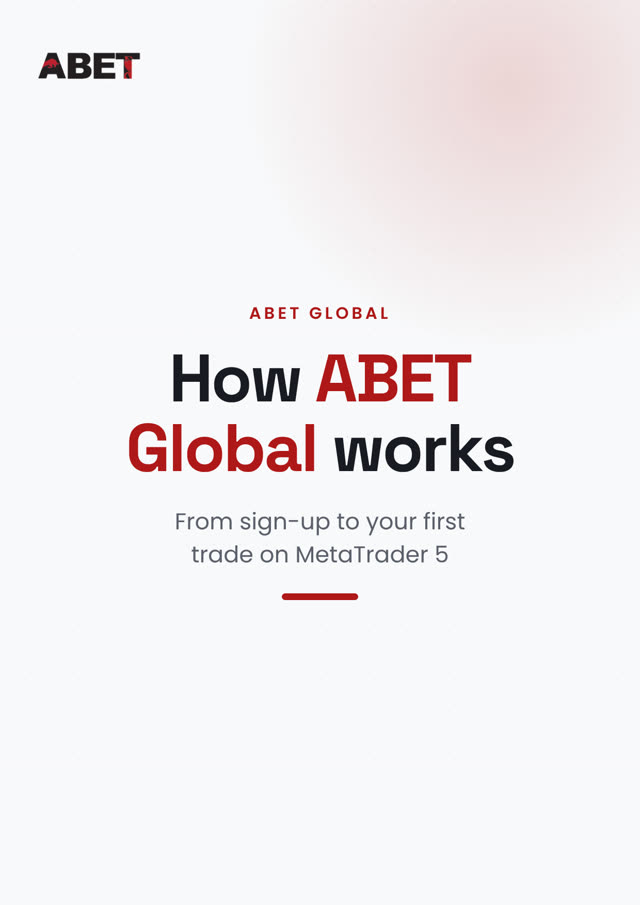 ABET
ABET GLOBAL
How ABET
Global works
From sign-up to your first
trade on MetaTrader 5